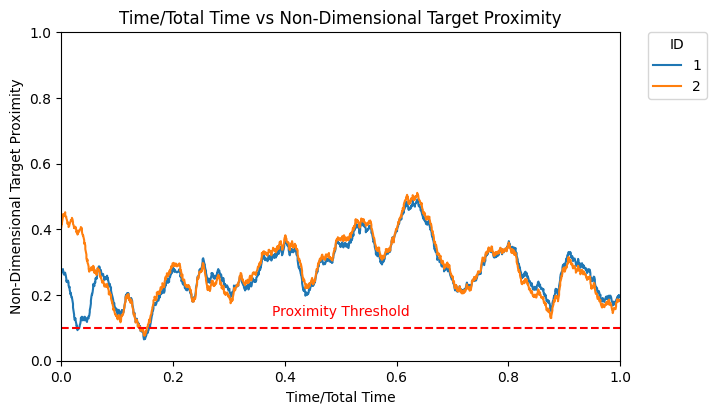 Time/Total Time vs Non-Dimensional Target Proximity
ID
1
2
Non-Dimensional Target Proximity
1.0
0.8
0.6
0.4
0.2
0.0
Proximity Threshold
0.0 0.2 0.4 0.6 0.8 1.0
Time/Total Time